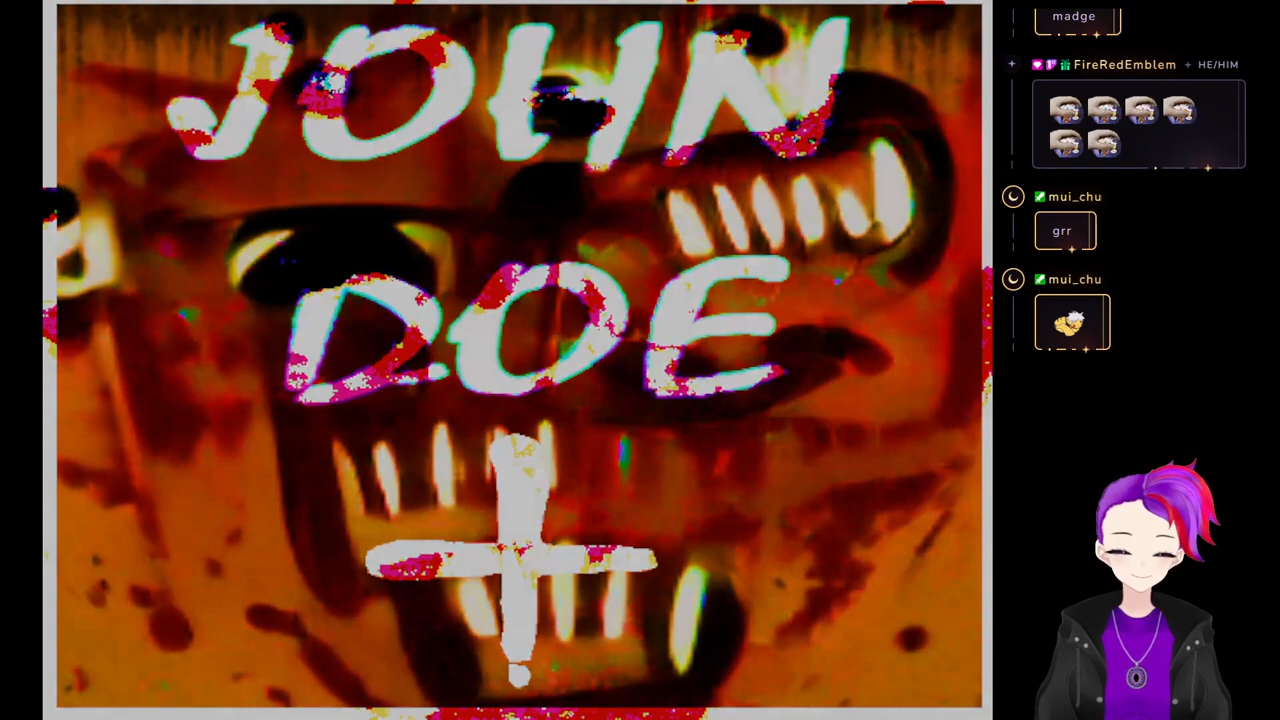 JOHN
DOE
madge
FireRedEmblem HE/HIM
mui_chu
grr
mui_chu